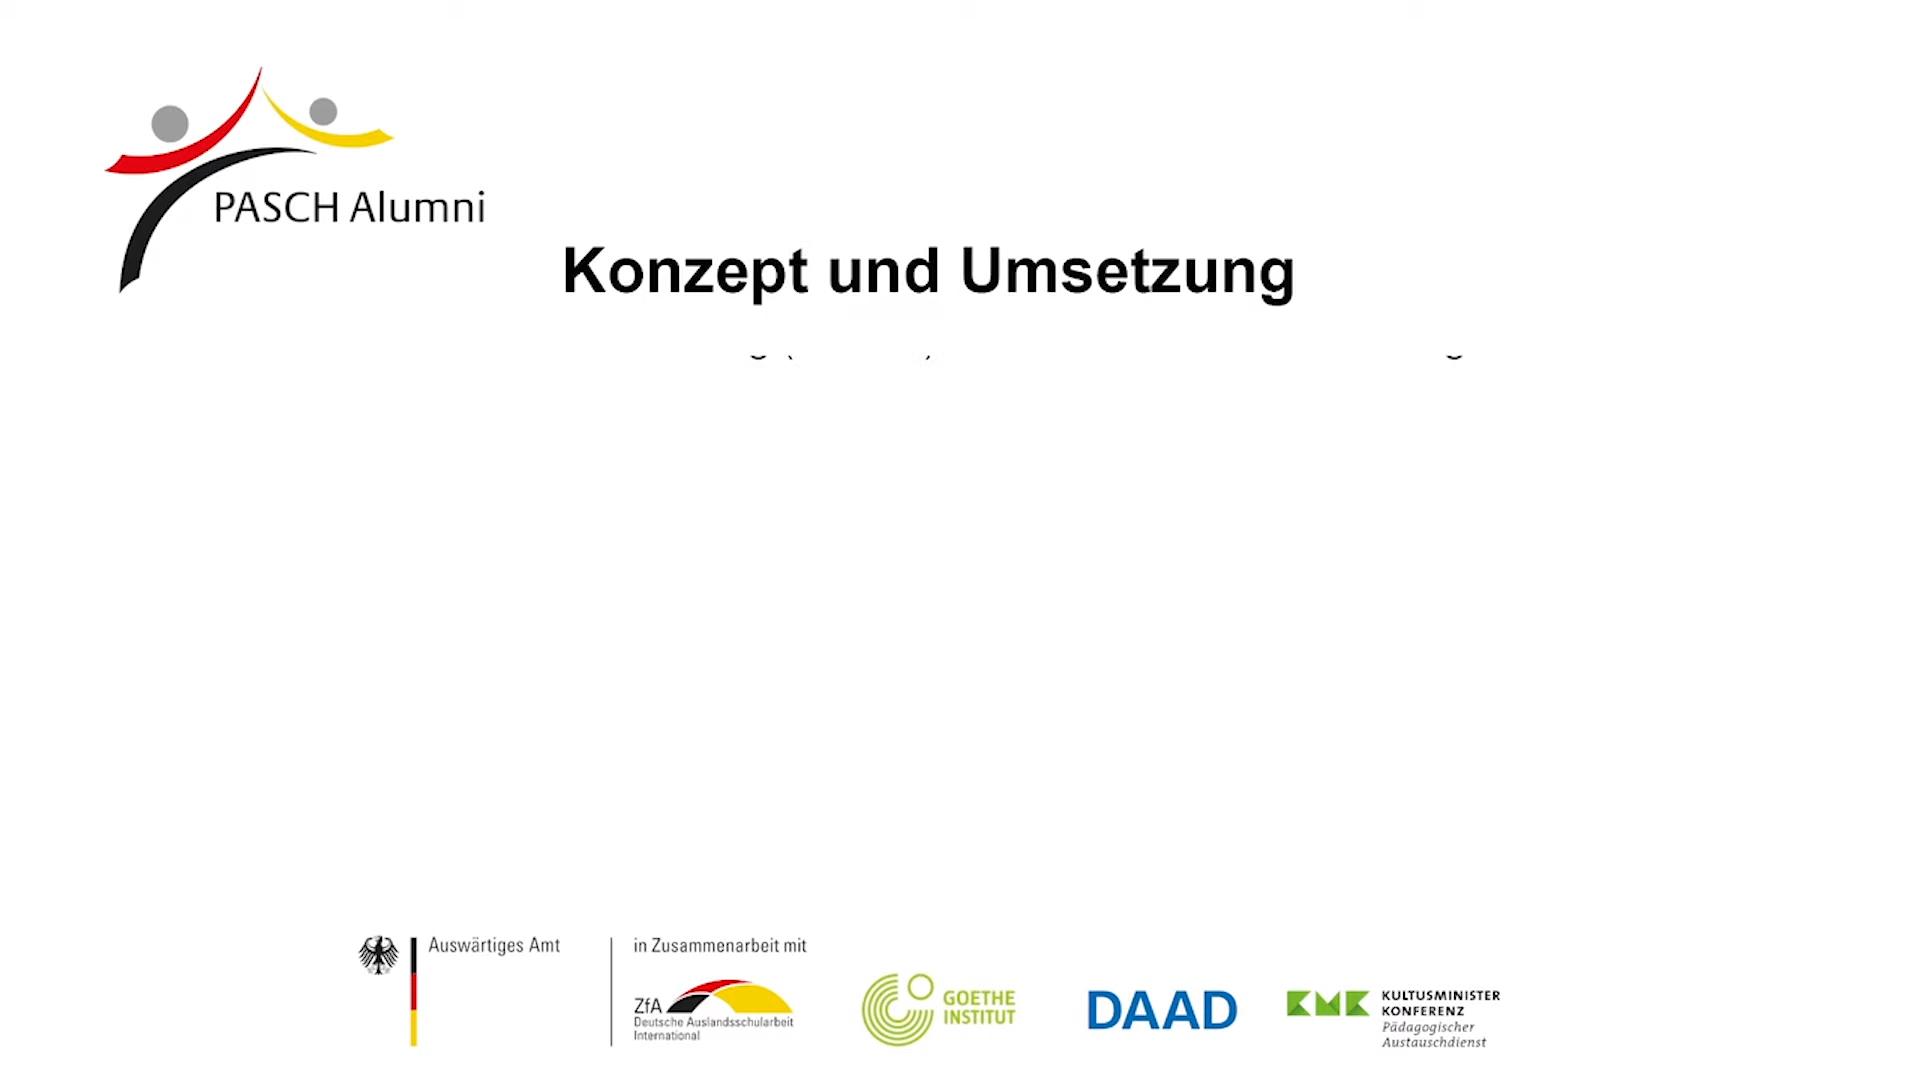 PASCH Alumni
Konzept und Umsetzung
Auswärtiges Amt
in Zusammenarbeit mit
ZfA
Deutsche Auslandsschularbeit
International
GOETHE
INSTITUT
DAAD
KMK
KULTUSMINISTER
KONFERENZ
Pädagogischer
Austauschdienst